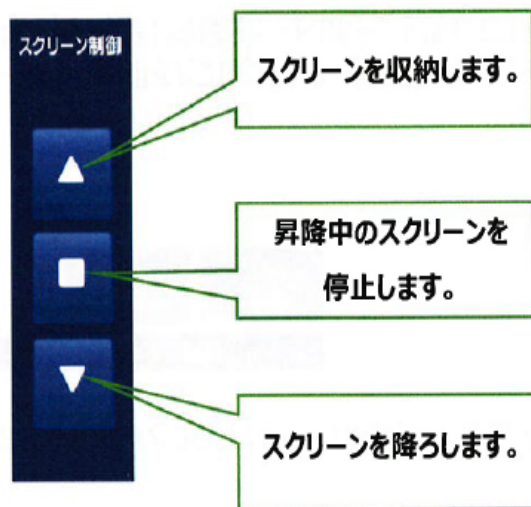 スクリーン制御
スクリーンを収納します。
昇降中のスクリーンを
停止します。
スクリーンを降ろします。